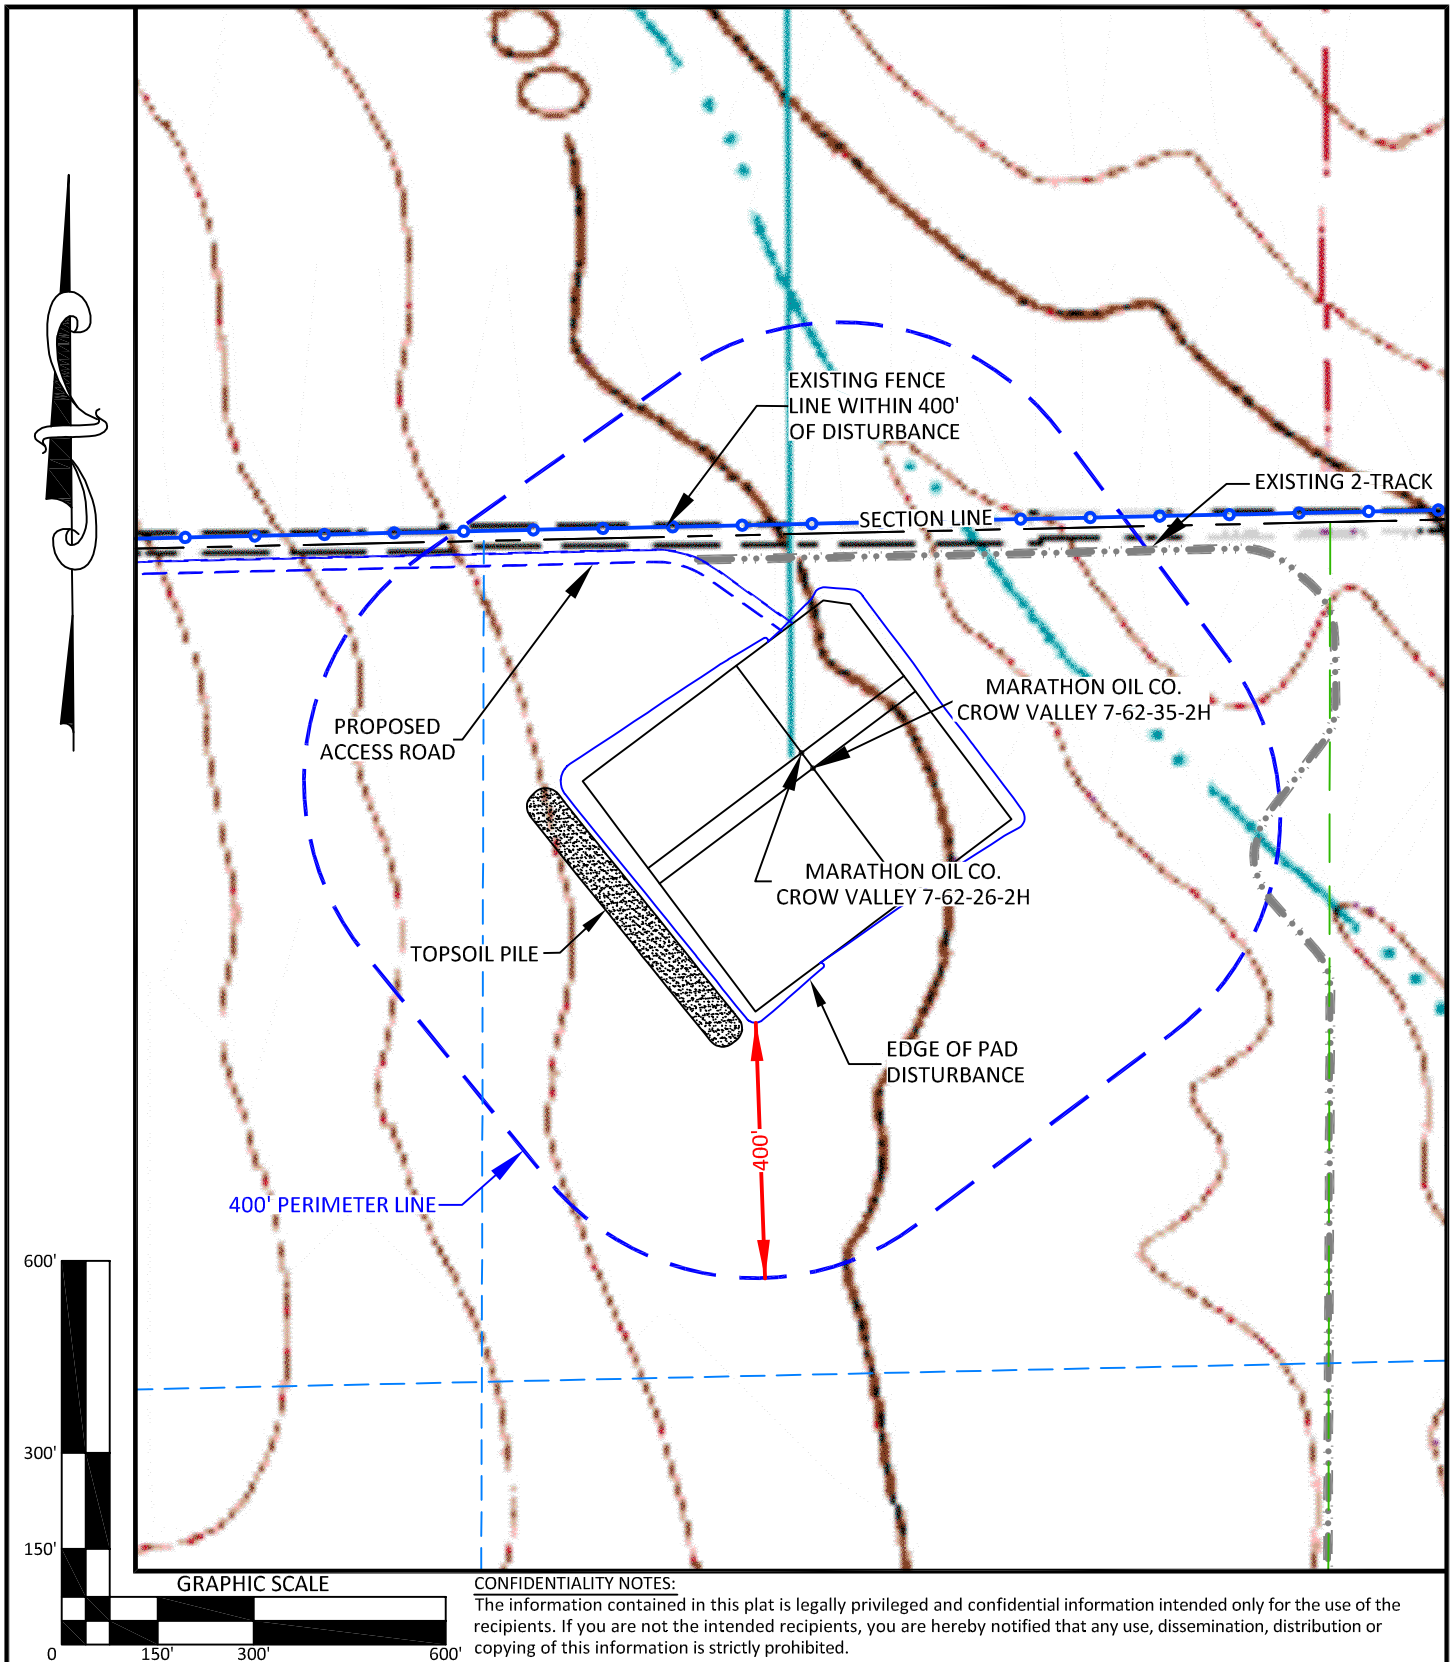 EXISTING FENCE
LINE WITHIN 400'
OF DISTURBANCE
EXISTING 2-TRACK
SECTION LINE
MARATHON OIL CO.
CROW VALLEY 7-62-35-2H
PROPOSED
ACCESS ROAD
MARATHON OIL CO.
CROW VALLEY 7-62-26-2H
TOPSOIL PILE
EDGE OF PAD
DISTURBANCE
400'
400' PERIMETER LINE
600'
300'
150'
GRAPHIC SCALE
0
150'
300'
600'
CONFIDENTIALITY NOTES:
The information contained in this plat is legally privileged and confidential information intended only for the use of the
recipients. If you are not the intended recipients, you are hereby notified that any use, dissemination, distribution or
copying of this information is strictly prohibited.